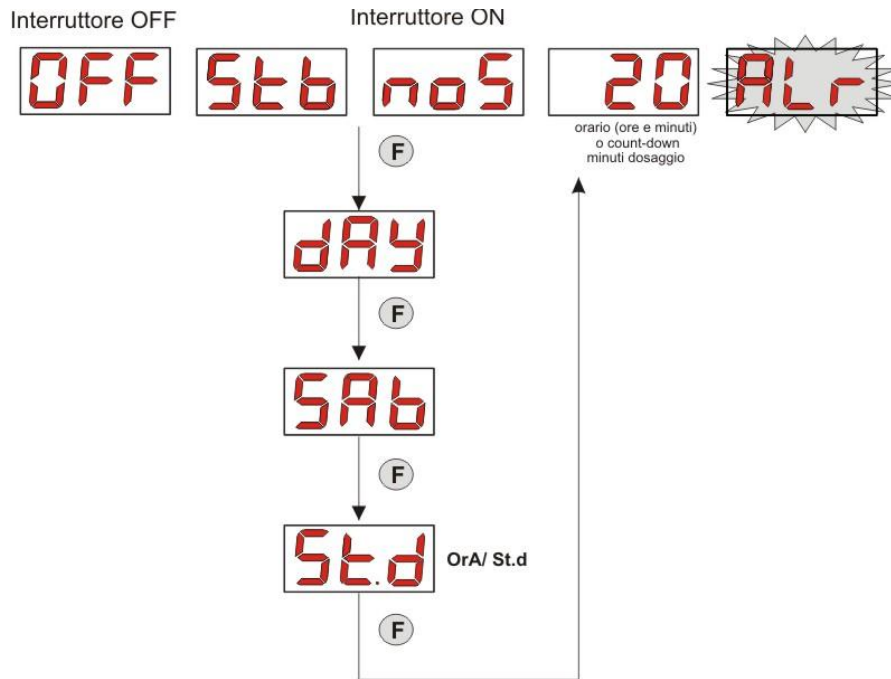 Interruttore OFF
Interruttore ON
OFF
Stb
noS
20
ALr
orario (ore e minuti)
o count-down
minuti dosaggio
F
dAY
F
SAb
F
St.d
OrA/ St.d
F